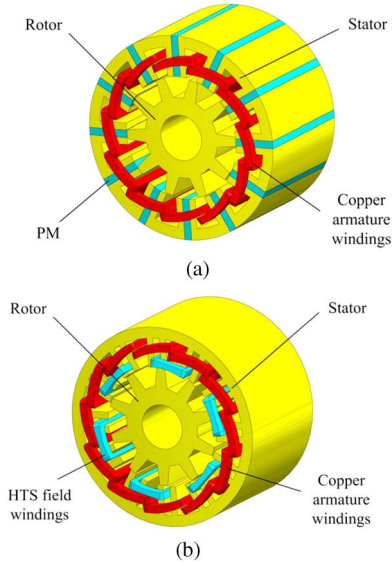 Rotor
Stator
PM
Copper
armature
windings
(a)
Rotor
Stator
HTS field
windings
Copper
armature
windings
(b)